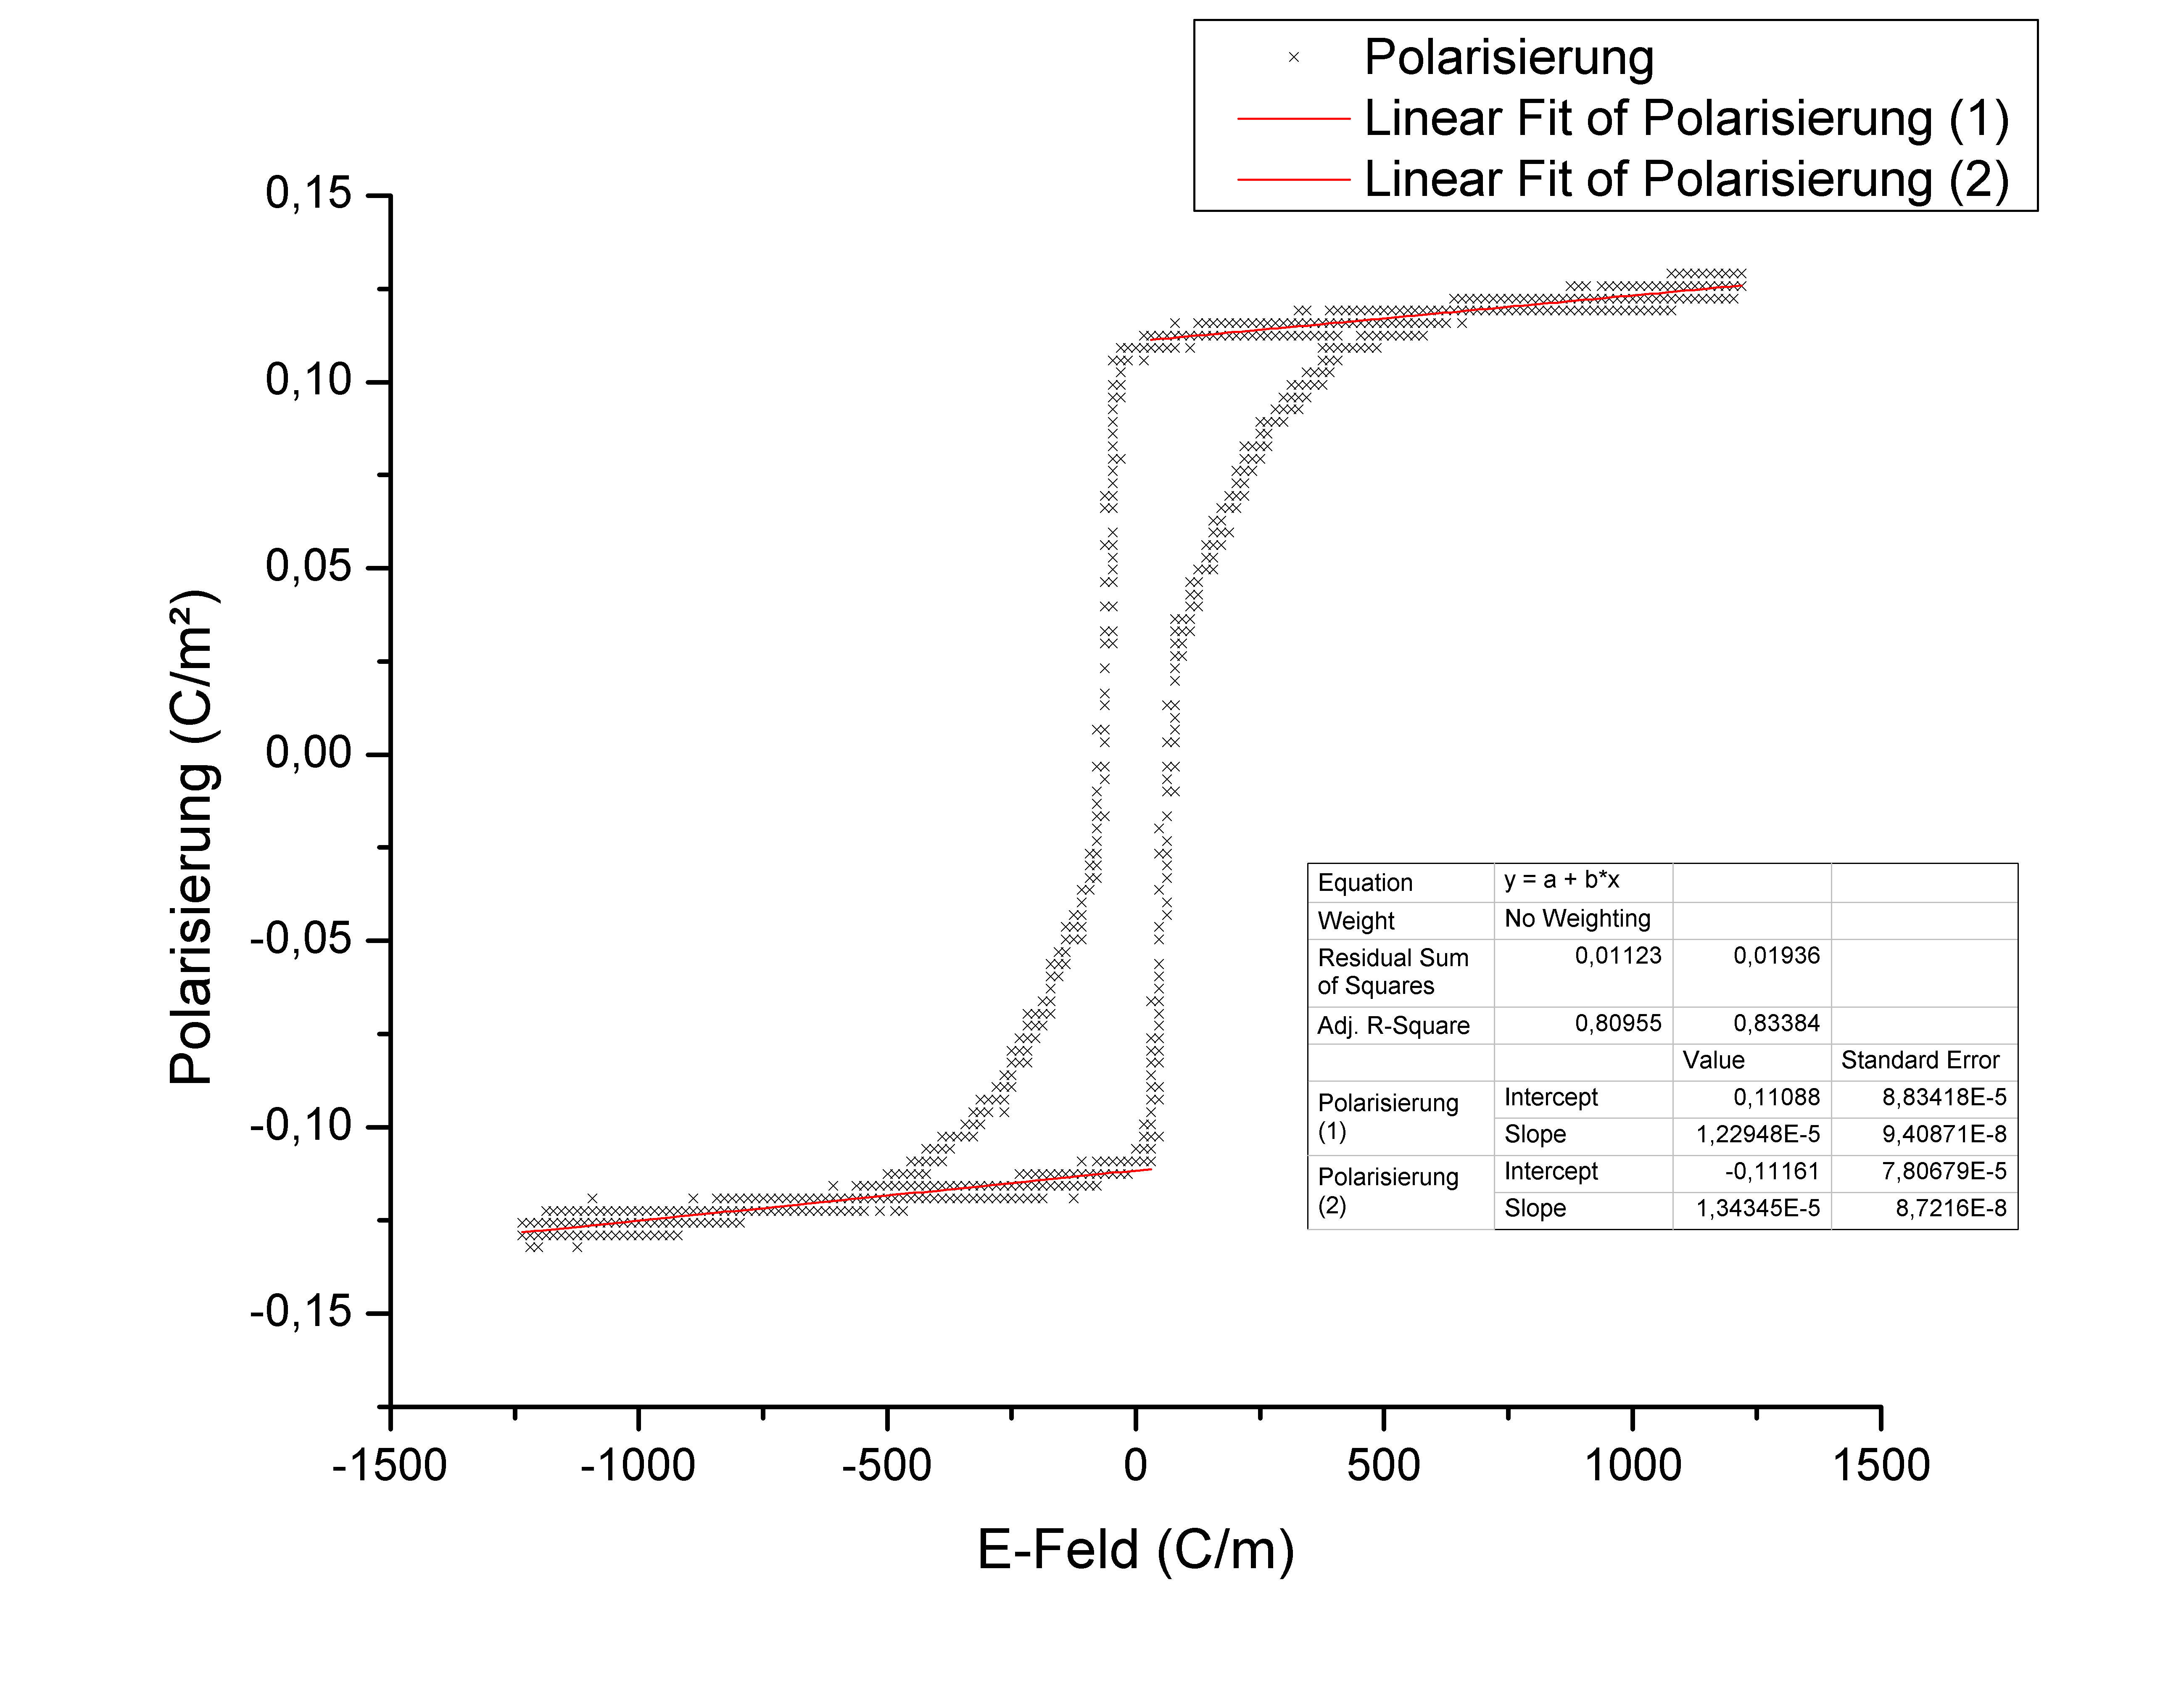 Polarisierung
Linear Fit of Polarisierung (1)
Linear Fit of Polarisierung (2)
0,15
0,10
0,05
0,00
-0,05
-0,10
-0,15
Polarisierung (C/m²)
Equation y = a + b*x
Weight No Weighting
Residual Sum
of Squares 0,01123 0,01936
Adj. R-Square 0,80955 0,83384
Value Standard Error
Polarisierung
(1)
Intercept 0,11088 8,83418E-5
Slope 1,22948E-5 9,40871E-8
Polarisierung
(2)
Intercept -0,11161 7,80679E-5
Slope 1,34345E-5 8,7216E-8
-1500 -1000 -500 0 500 1000 1500
E-Feld (C/m)